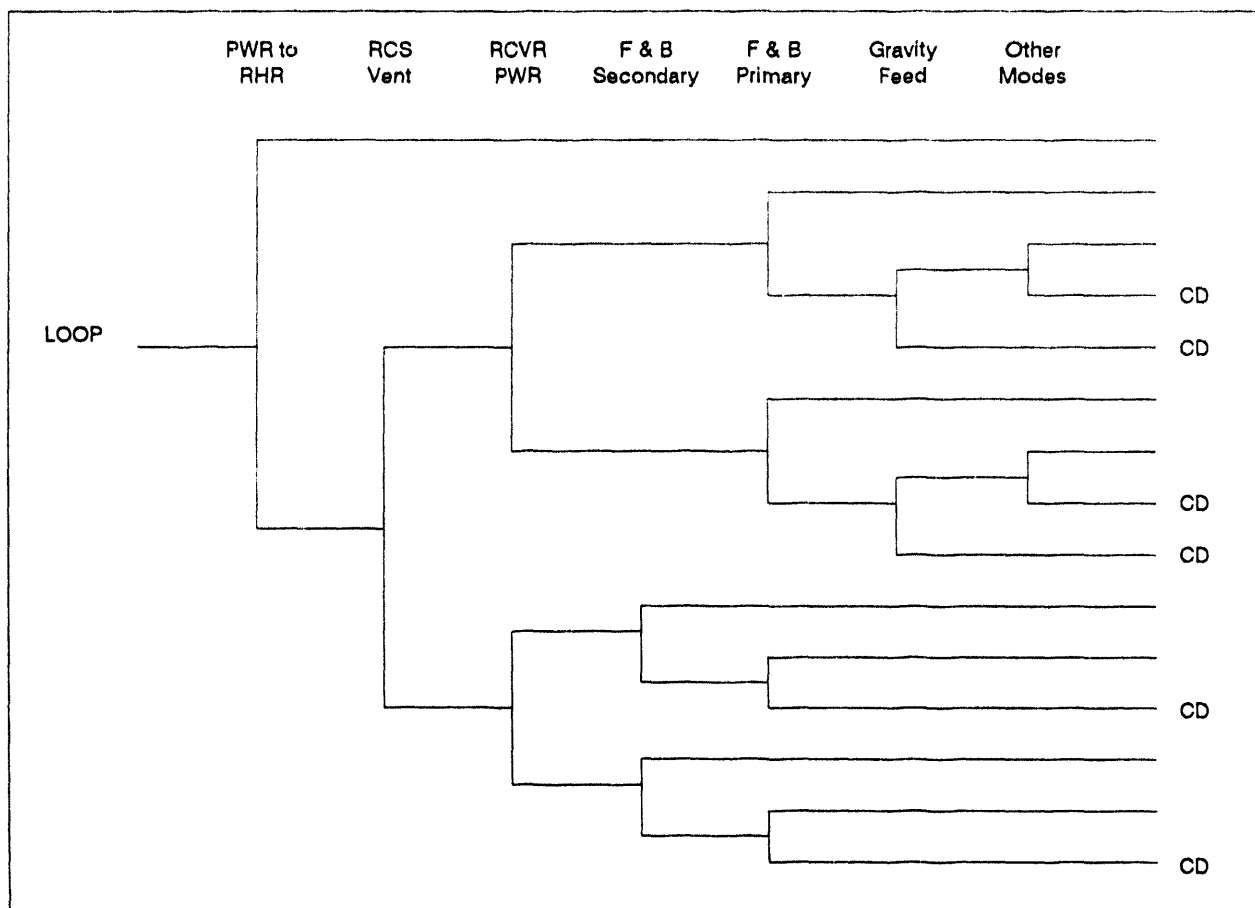 PWR to RCS RCVR F & B F & B Gravity Other
RHR Vent PWR Secondary Primary Feed Modes
CD
LOOP
CD
CD
CD
CD
CD